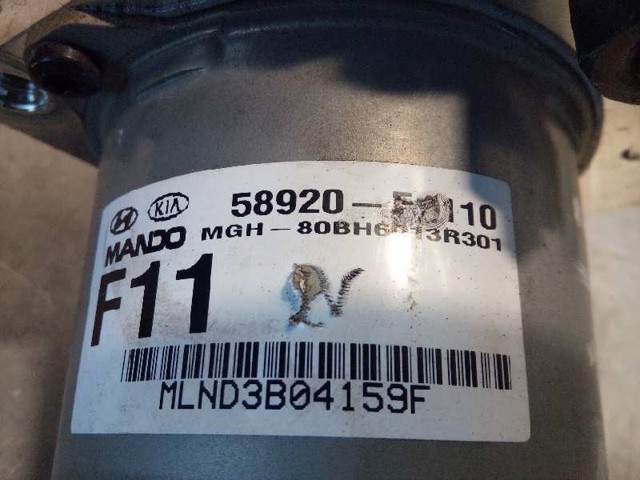 KIA 58920-
MANDO
F11
MLND3B04159F